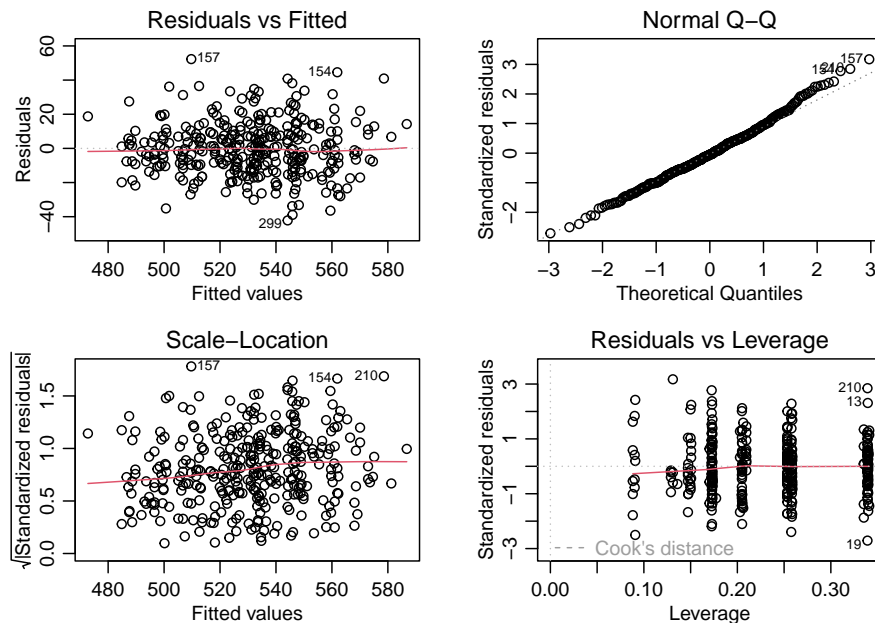 Residuals vs Fitted
Residuals
60
20
0
−40
157
154
299
480 500 520 540 560 580
Fitted values
Normal Q−Q
Standardized residuals
3
2
1
0
−2
157
210
154
−3 −2 −1 0 1 2 3
Theoretical Quantiles
Scale−Location
√|Standardized residuals|
1.5
1.0
0.5
0.0
157
154
210
480 500 520 540 560 580
Fitted values
Residuals vs Leverage
Standardized residuals
3
1
−1
−3
210
13
19
Cook's distance
0.00 0.10 0.20 0.30
Leverage